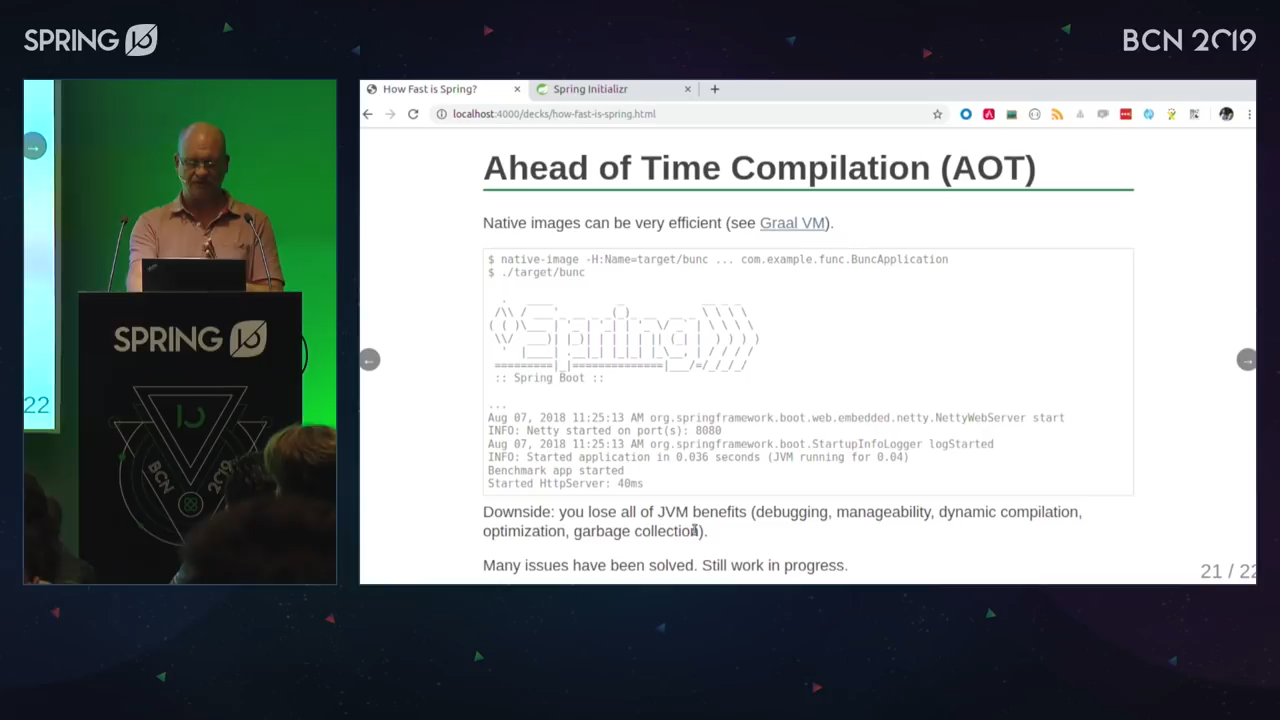 SPRING
BCN 2019
How Fast is Spring?
Spring Initializr
localhost:4000/decks/how-fast-is-spring.html
Ahead of Time Compilation (AOT)
Native images can be very efficient (see Graal VM).
$ native-image -H:Name=target/bunc ... com.example.func.BuncApplication
$ ./target/bunc
Spring
:: Spring Boot ::
...
Aug 07, 2018 11:25:13 AM org.springframework.boot.web.embedded.netty.NettyWebServer start
INFO: Netty started on port(s): 8080
Aug 07, 2018 11:25:13 AM org.springframework.boot.StartupInfoLogger logStarted
INFO: Started application in 0.036 seconds (JVM running for 0.04)
Benchmark app started
Started HttpServer: 40ms
Downside: you lose all of JVM benefits (debugging, manageability, dynamic compilation,
optimization, garbage collection).
Many issues have been solved. Still work in progress.
21 / 22
22
SPRING
BCN
2019